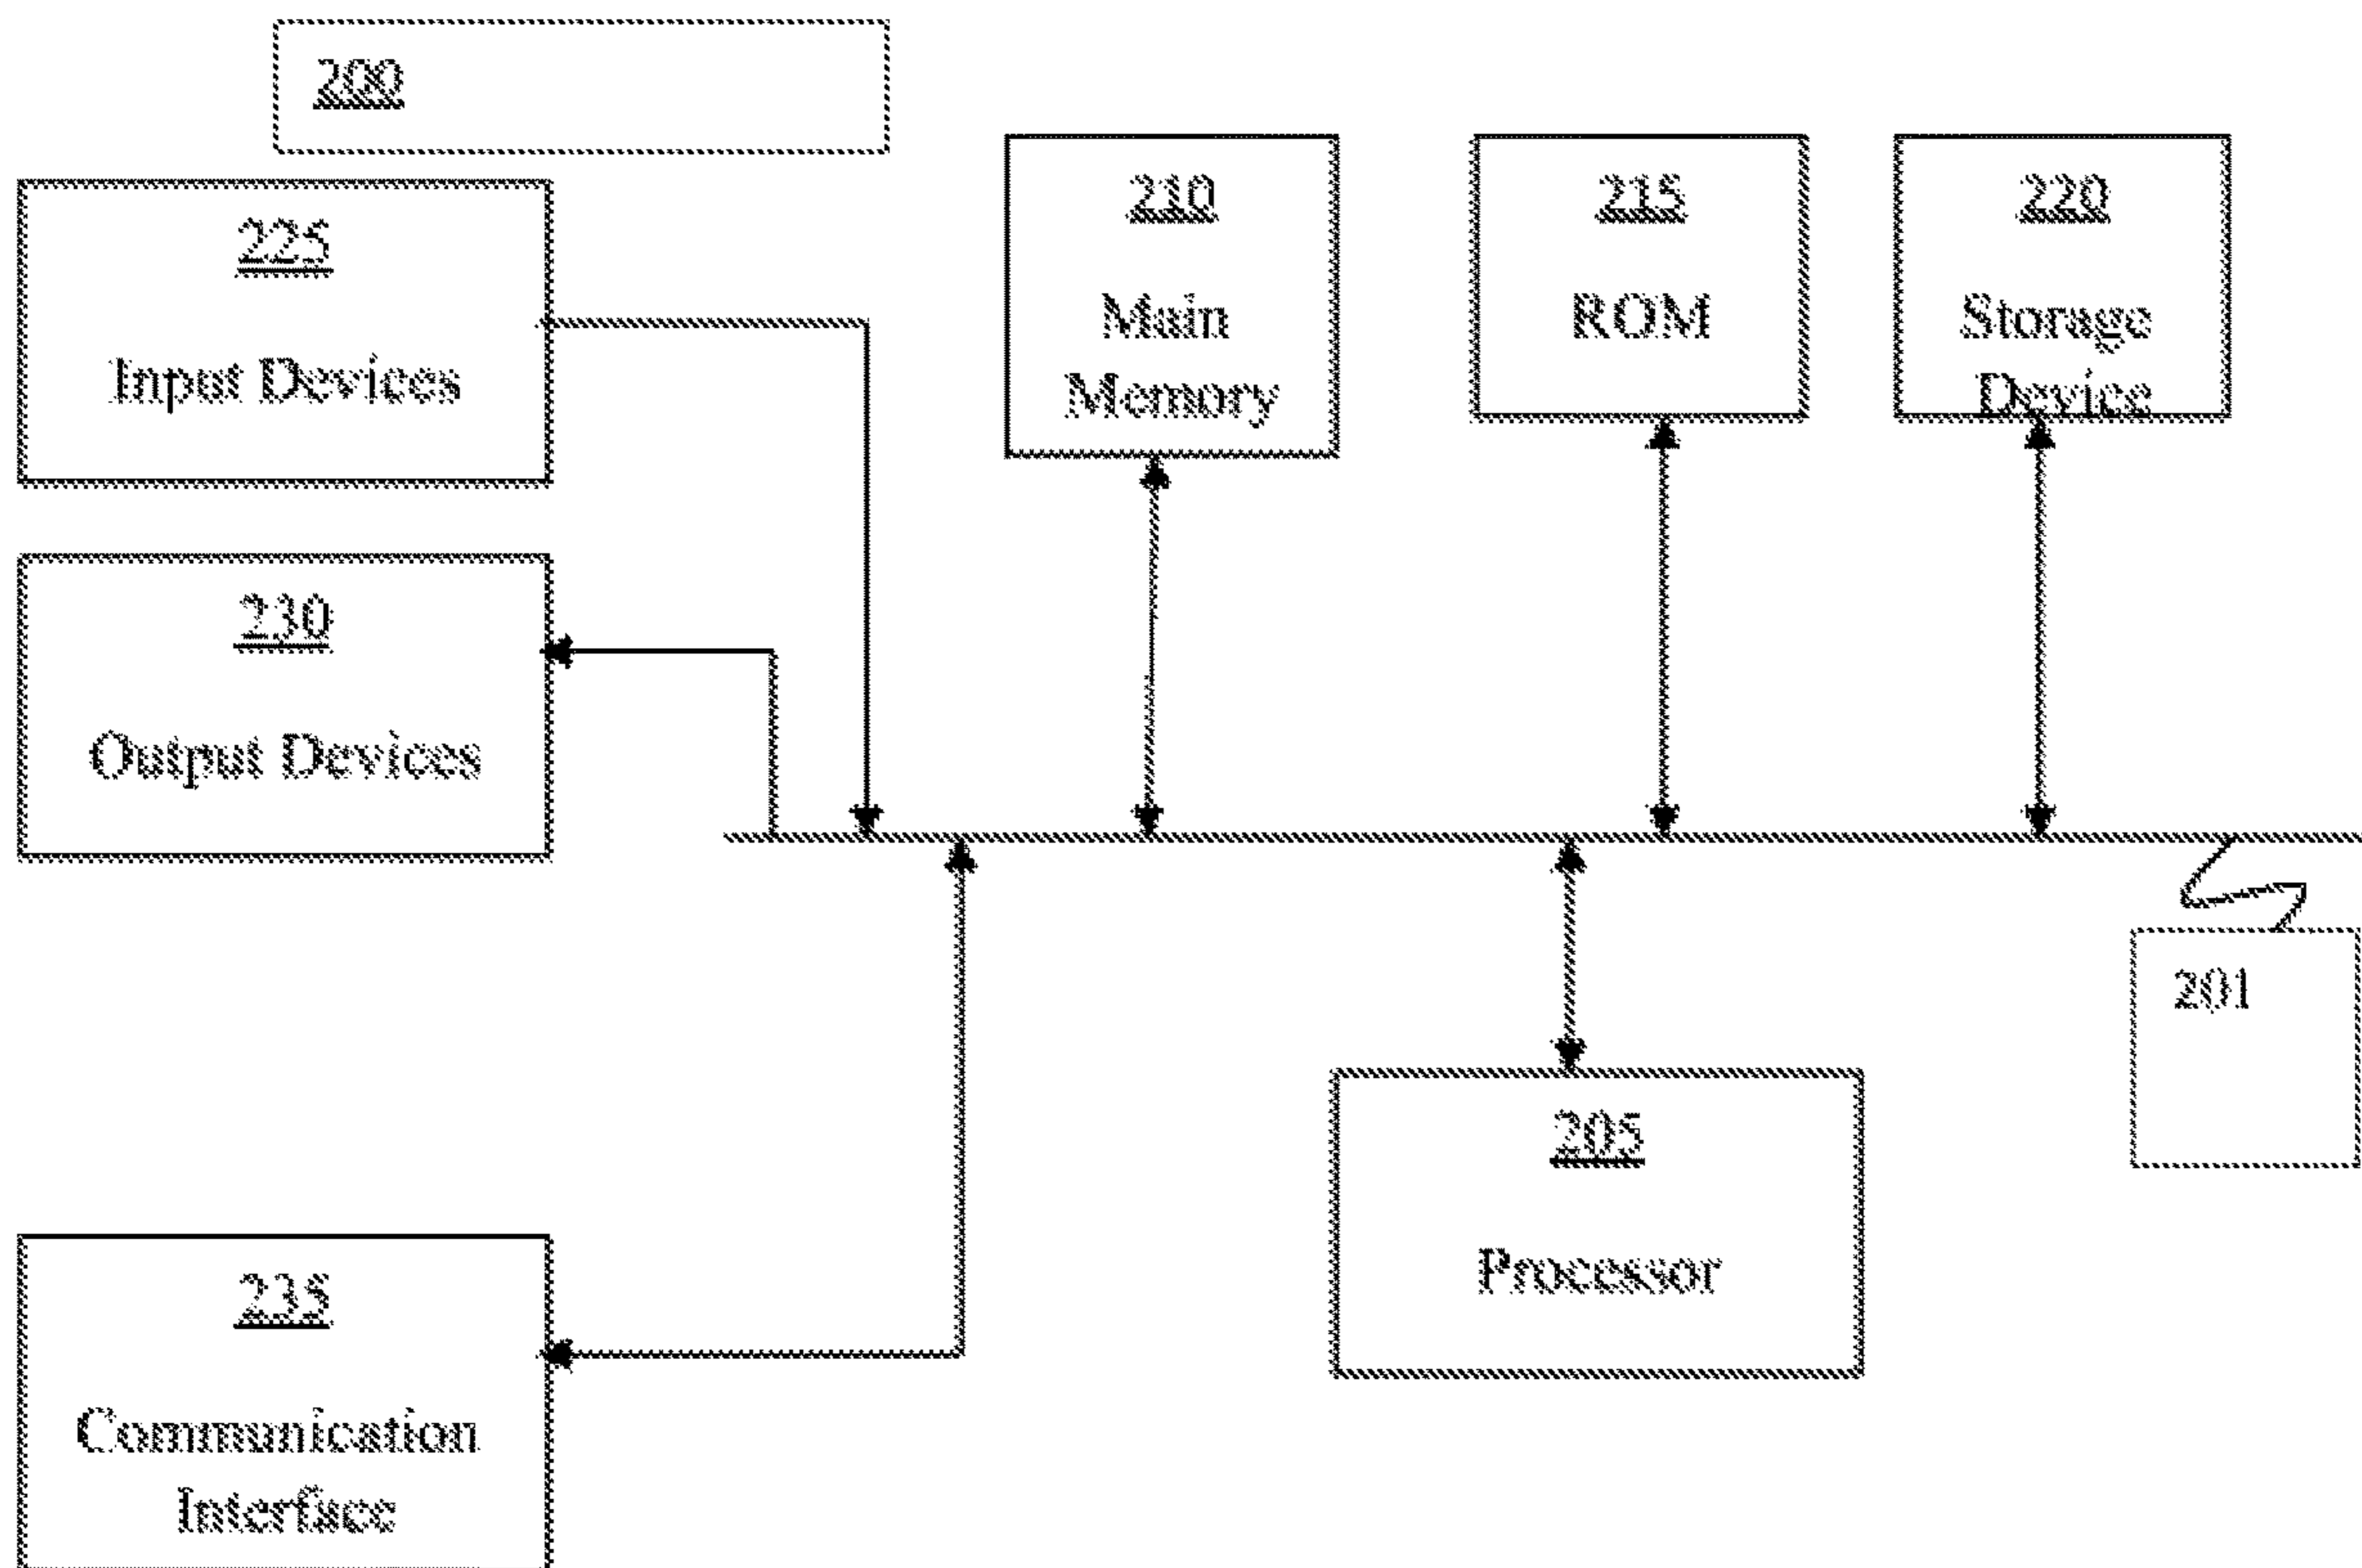 200
225
Input Devices
210
Main
Memory
215
ROM
220
Storage
Device
230
Output Devices
201
205
Processor
235
Communication
Interface